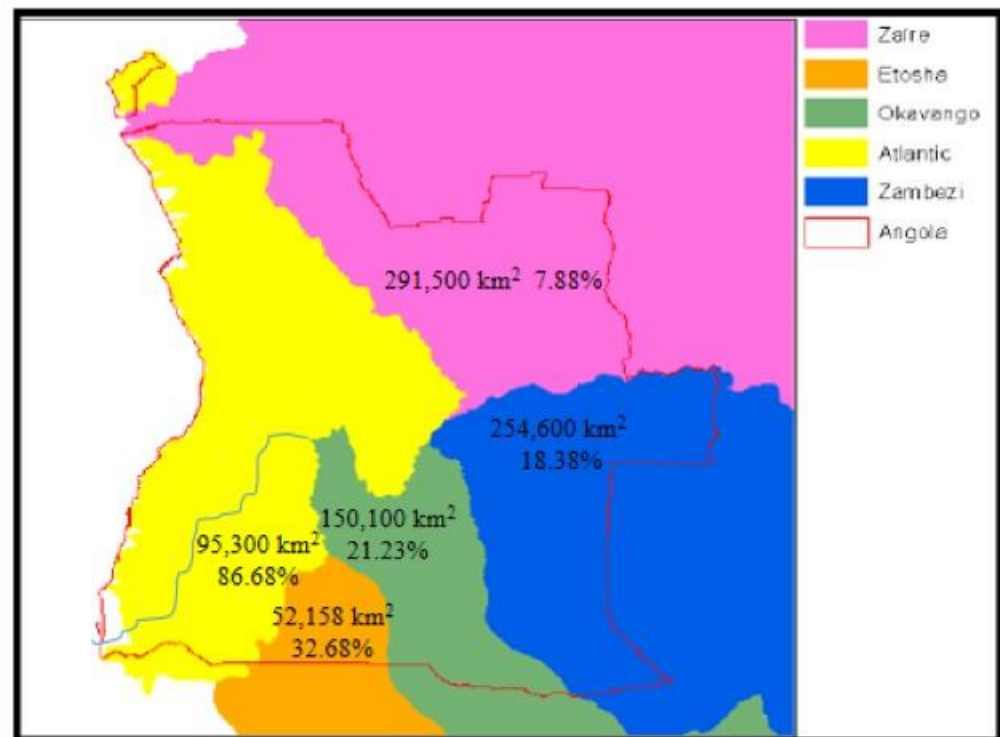 Zaire
Etosha
Okavango
Atlantic
Zambezi
Angola
291,500 km² 7.88%
254,600 km²
18.38%
150,100 km²
21.23%
95,300 km²
86.68%
52,158 km²
32.68%